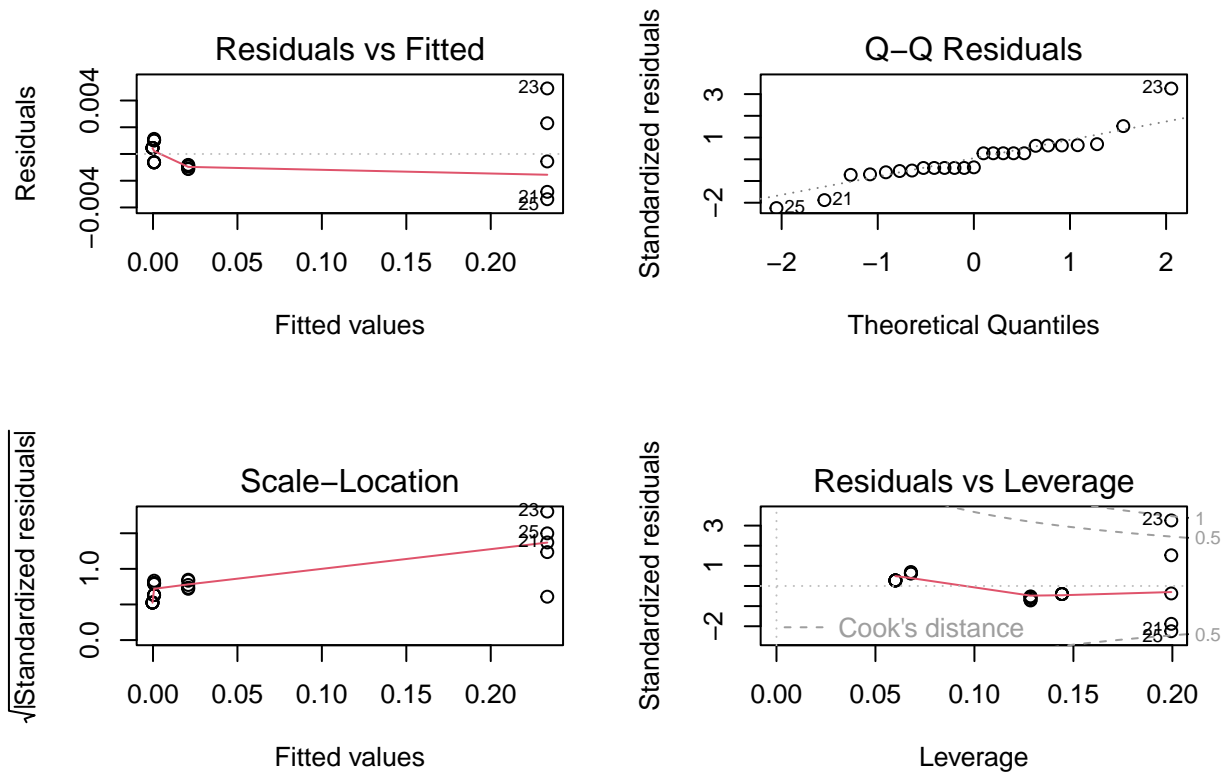 Residuals vs Fitted
Residuals
−0.004
0.004
23
21
25
0.00 0.05 0.10 0.15 0.20
Fitted values
Q−Q Residuals
Standardized residuals
−2 1 3
23
25
21
−2 −1 0 1 2
Theoretical Quantiles
Scale−Location
√|Standardized residuals|
0.0 1.0
23
25
21
0.00 0.05 0.10 0.15 0.20
Fitted values
Residuals vs Leverage
Standardized residuals
−2 1 3
23
21
25
1
0.5
0.5
Cook's distance
0.00 0.05 0.10 0.15 0.20
Leverage